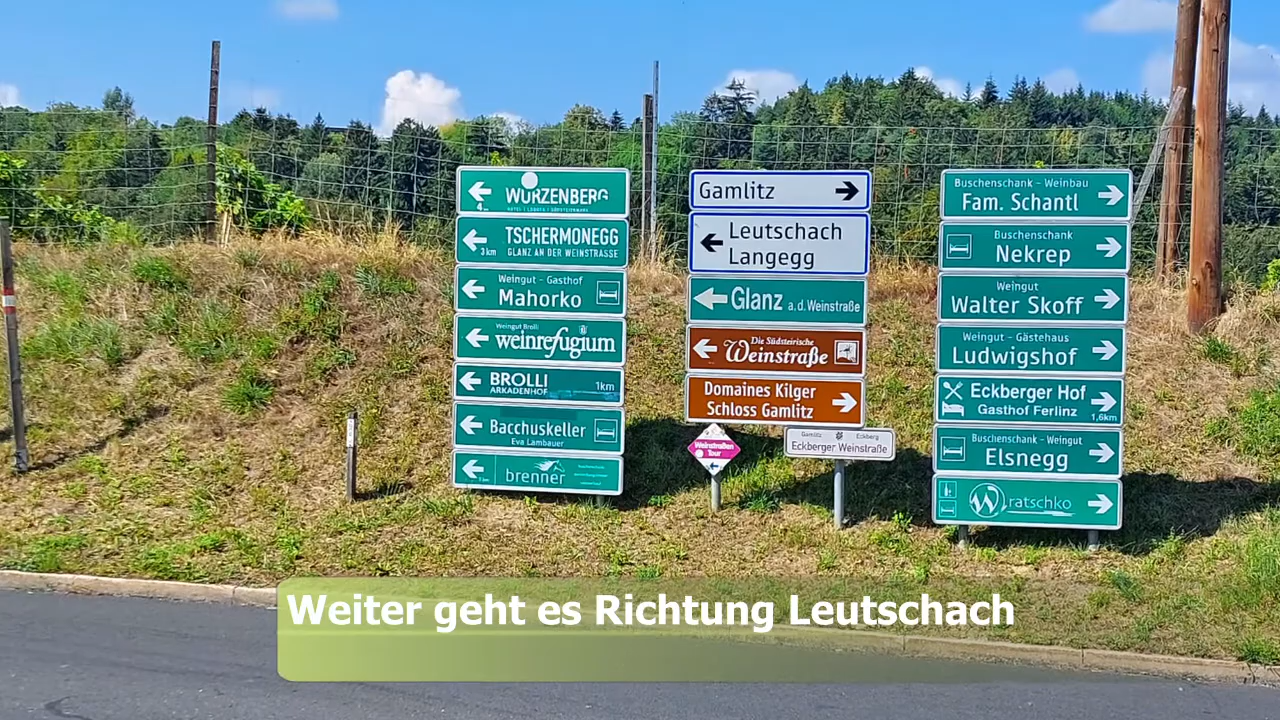 WURZENBERG
TSCHERMONEGG
3km GLANZ AN DER WEINSTRASSE
Weingut - Gasthof
Mahorko
Weingut Brolli
weinrefugium
BROLLI
ARKADENHOF
1km
Bacchuskeller
Eva Lambauer
brenner
Gamlitz
Leutschach
Langegg
Glanz a.d.Weinstraße
Die Südsteirische
Weinstraße
Domaines Kilger
Schloss Gamlitz
Weinstraßen
Tour
Gamlitz Eckberg
Eckberger Weinstraße
Buschenschank - Weinbau
Fam. Schantl
Buschenschank
Nekrep
Weingut
Walter Skoff
Weingut - Gästehaus
Ludwigshof
Eckberger Hof
Gasthof Ferlinz
1,6km
Buschenschank - Weingut
Elsnegg
Wratschko
Weiter geht es Richtung Leutschach